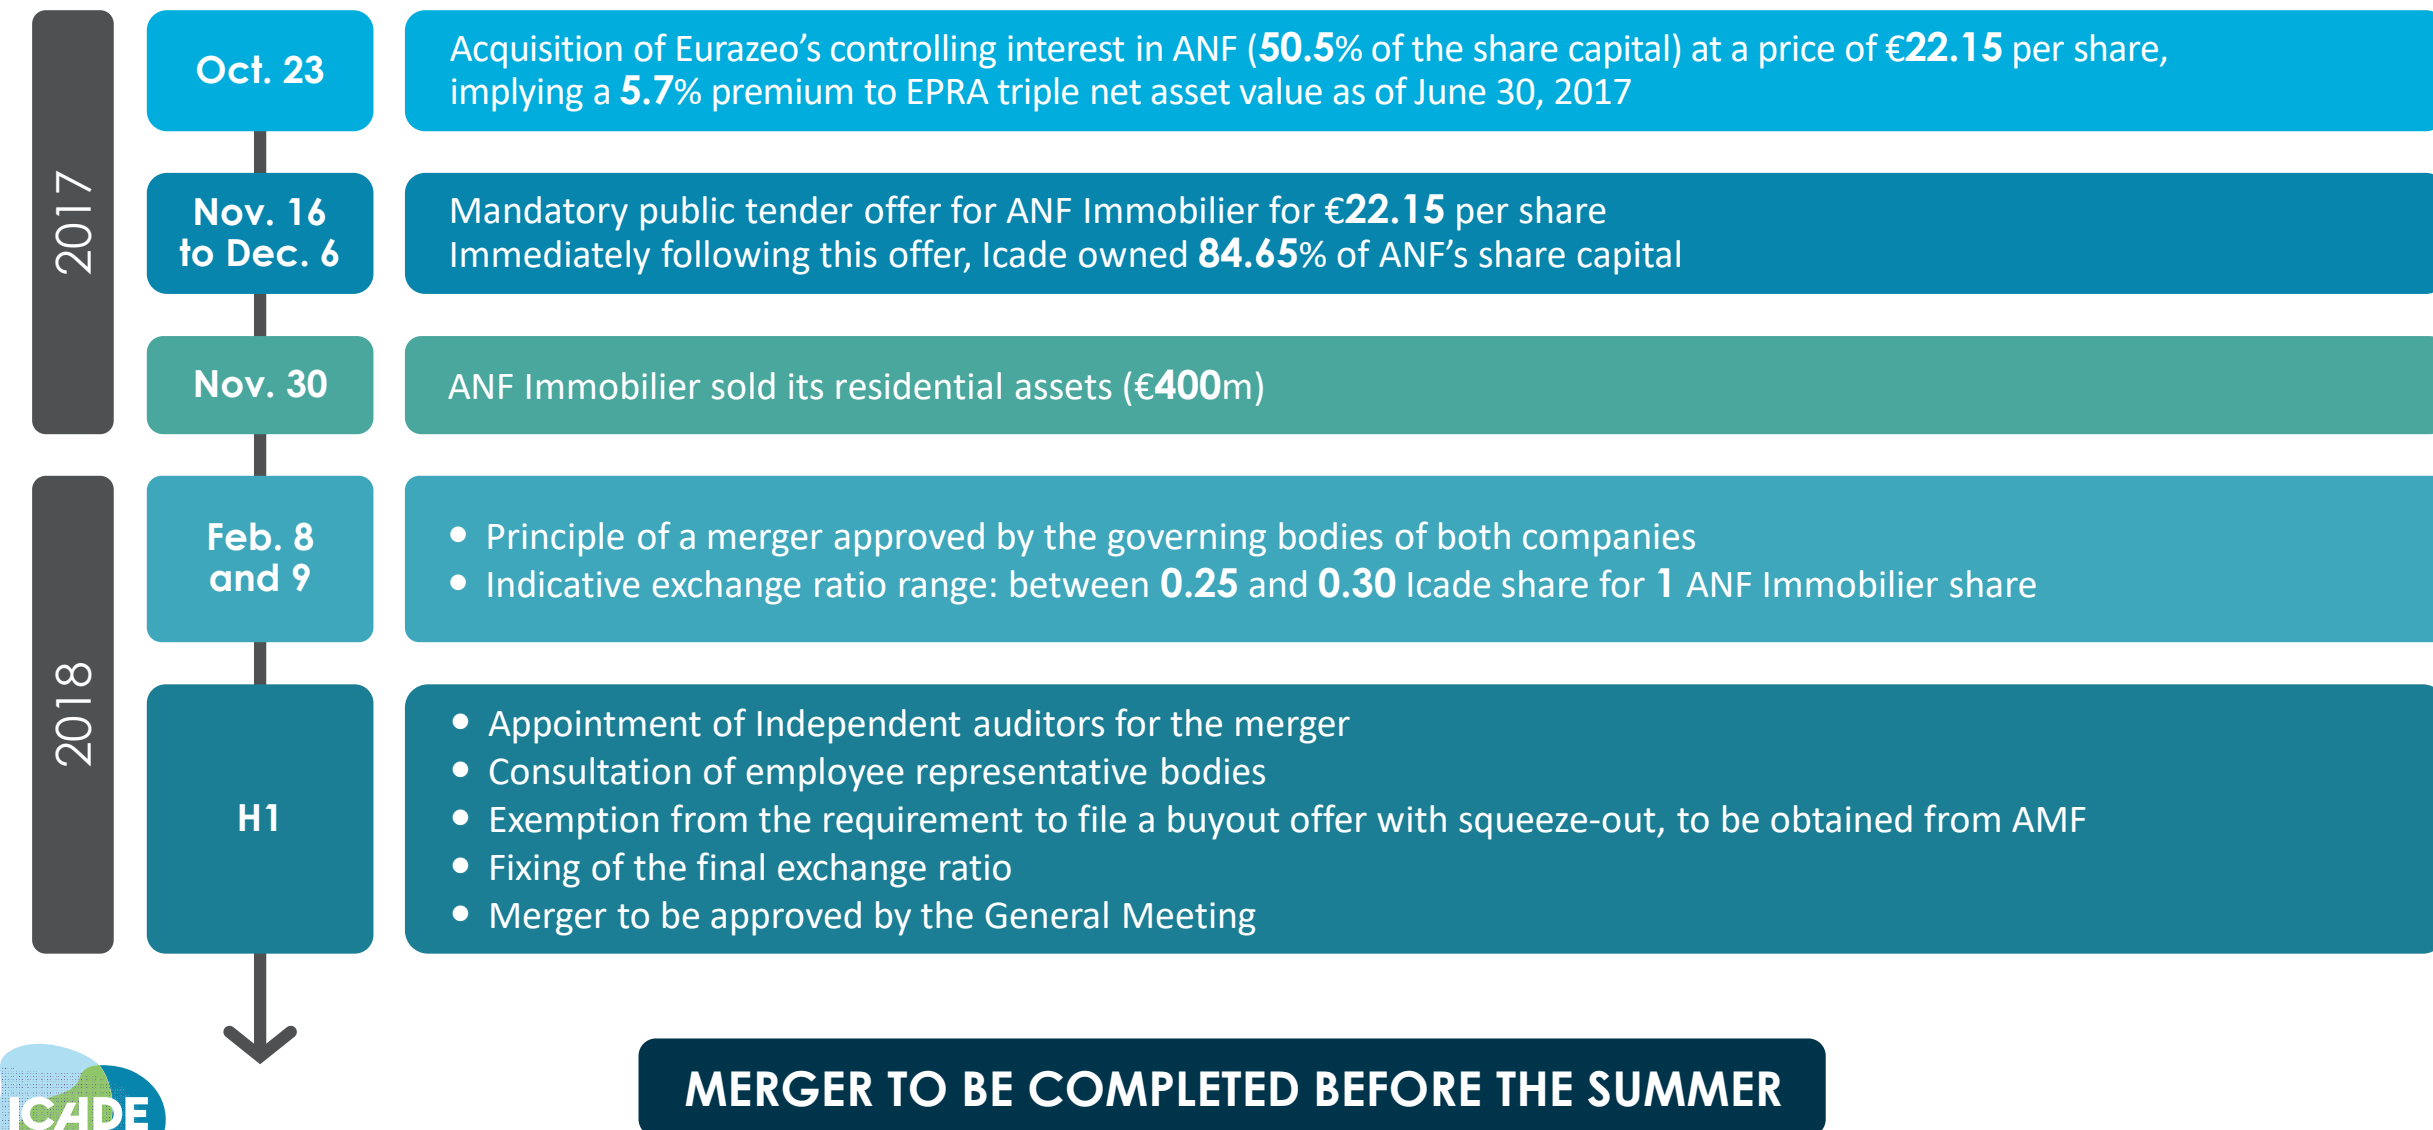 2017
Oct. 23
Acquisition of Eurazeo’s controlling interest in ANF (50.5% of the share capital) at a price of €22.15 per share,
implying a 5.7% premium to EPRA triple net asset value as of June 30, 2017
Nov. 16
to Dec. 6
Mandatory public tender offer for ANF Immobilier for €22.15 per share
Immediately following this offer, Icade owned 84.65% of ANF’s share capital
Nov. 30
ANF Immobilier sold its residential assets (€400m)
2018
Feb. 8
and 9
• Principle of a merger approved by the governing bodies of both companies
• Indicative exchange ratio range: between 0.25 and 0.30 Icade share for 1 ANF Immobilier share
H1
• Appointment of Independent auditors for the merger
• Consultation of employee representative bodies
• Exemption from the requirement to file a buyout offer with squeeze-out, to be obtained from AMF
• Fixing of the final exchange ratio
• Merger to be approved by the General Meeting
MERGER TO BE COMPLETED BEFORE THE SUMMER
ICADE